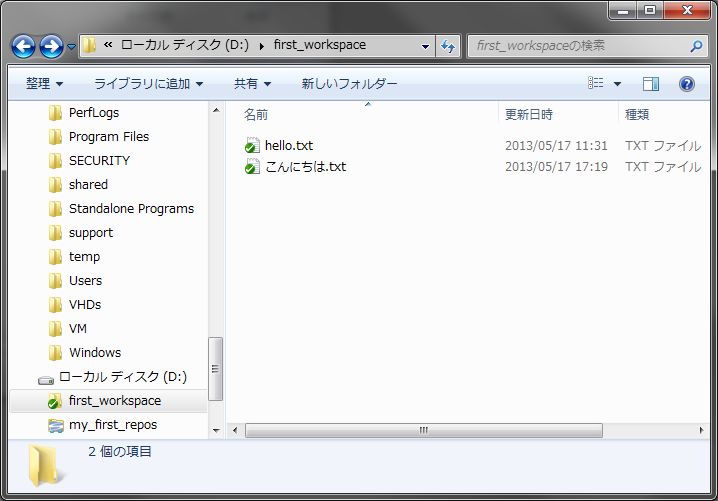 « ローカル ディスク (D:) ▸ first_workspace
first_workspaceの検索
整理 ライブラリに追加 共有 新しいフォルダー
名前 更新日時 種類
hello.txt 2013/05/17 11:31 TXT ファイル
こんにちは.txt 2013/05/17 17:19 TXT ファイル
PerfLogs
Program Files
SECURITY
shared
Standalone Programs
support
temp
Users
VHDs
VM
Windows
ローカル ディスク (D:)
first_workspace
my_first_repos
2 個の項目